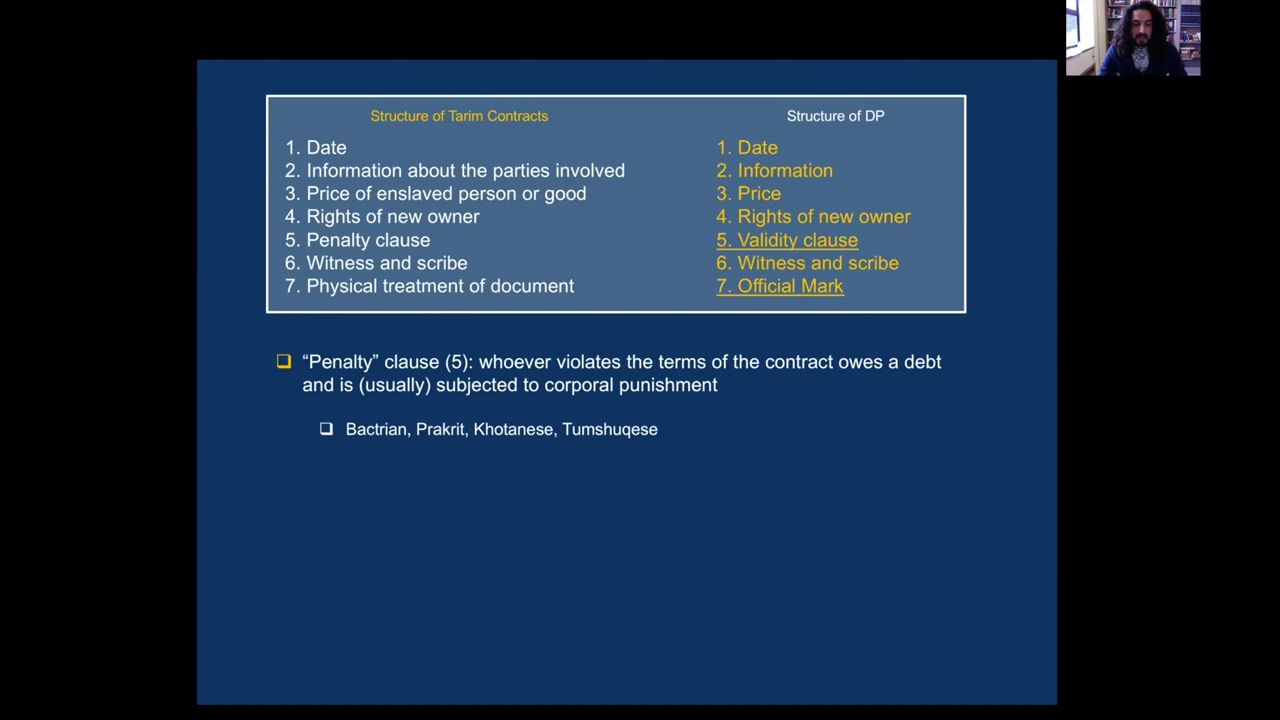 Structure of Tarim Contracts
1. Date
2. Information about the parties involved
3. Price of enslaved person or good
4. Rights of new owner
5. Penalty clause
6. Witness and scribe
7. Physical treatment of document
Structure of DP
1. Date
2. Information
3. Price
4. Rights of new owner
5. Validity clause
6. Witness and scribe
7. Official Mark
“Penalty” clause (5): whoever violates the terms of the contract owes a debt
and is (usually) subjected to corporal punishment
Bactrian, Prakrit, Khotanese, Tumshuqese